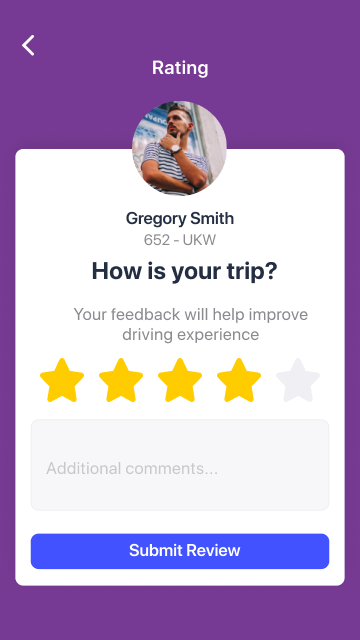 Rating
Gregory Smith
652 - UKW
How is your trip?
Your feedback will help improve
driving experience
Additional comments...
Submit Review